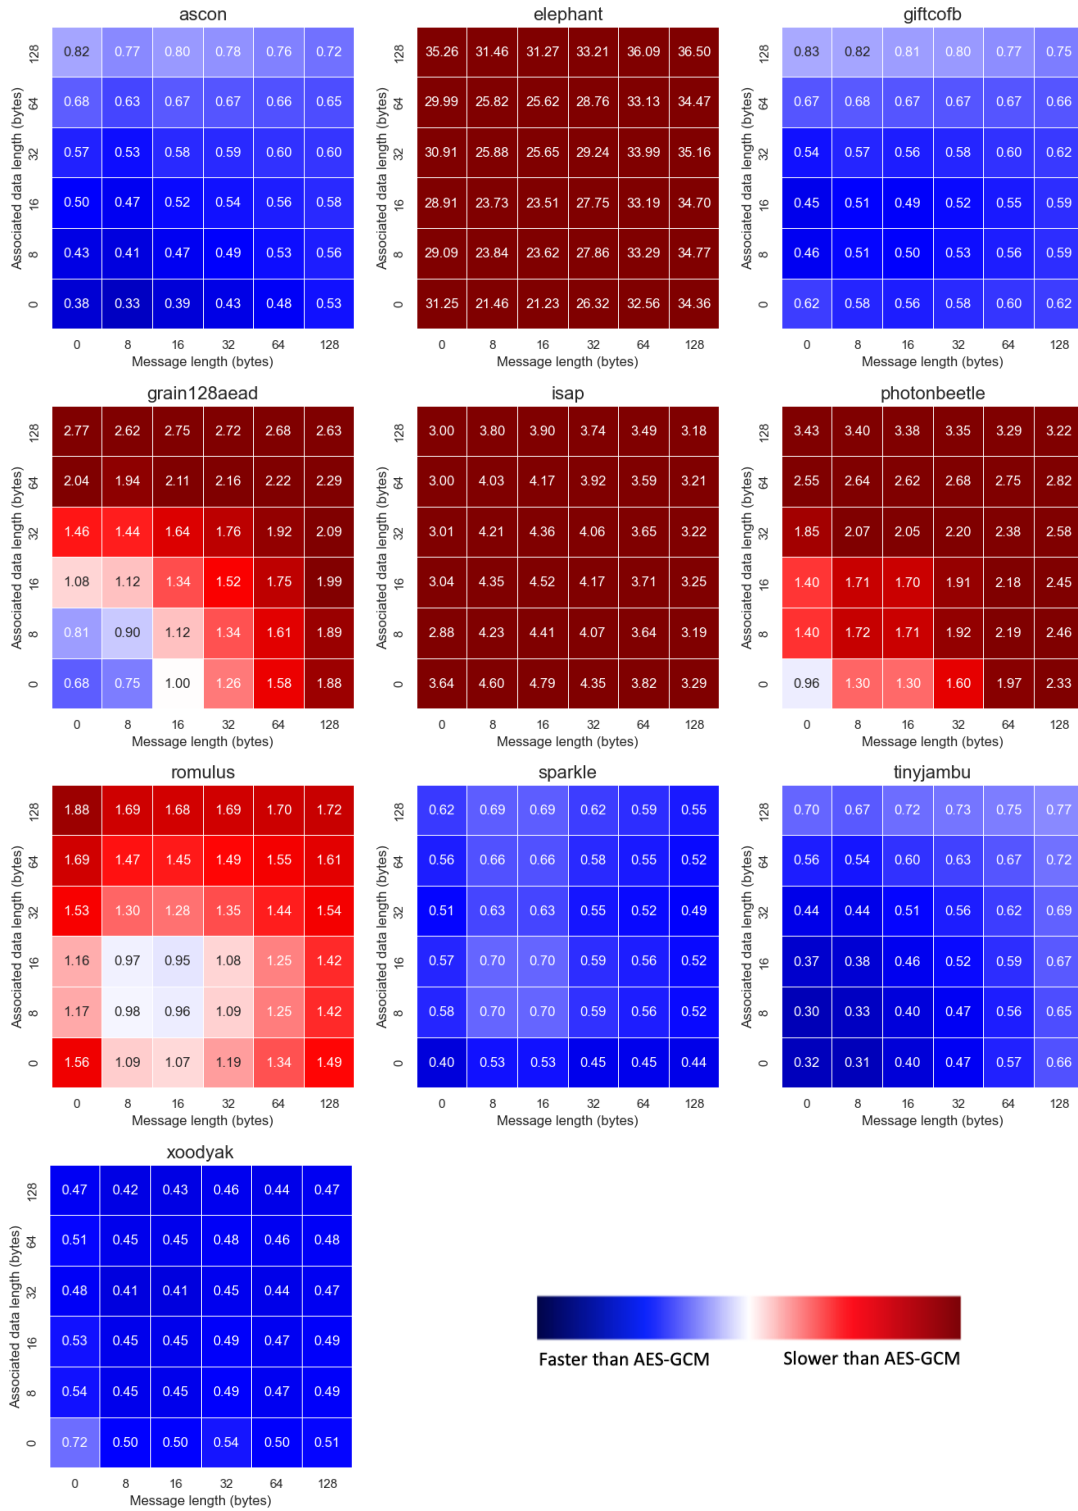 ascon
Associated data length (bytes)
128 0.82 0.77 0.80 0.78 0.76 0.72
64 0.68 0.63 0.67 0.67 0.66 0.65
32 0.57 0.53 0.58 0.59 0.60 0.60
16 0.50 0.47 0.52 0.54 0.56 0.58
8 0.43 0.41 0.47 0.49 0.53 0.56
0 0.38 0.33 0.39 0.43 0.48 0.53
0 8 16 32 64 128
Message length (bytes)
elephant
Associated data length (bytes)
128 35.26 31.46 31.27 33.21 36.09 36.50
64 29.99 25.82 25.62 28.76 33.13 34.47
32 30.91 25.88 25.65 29.24 33.99 35.16
16 28.91 23.73 23.51 27.75 33.19 34.70
8 29.09 23.84 23.62 27.86 33.29 34.77
0 31.25 21.46 21.23 26.32 32.56 34.36
0 8 16 32 64 128
Message length (bytes)
giftcofb
Associated data length (bytes)
128 0.83 0.82 0.81 0.80 0.77 0.75
64 0.67 0.68 0.67 0.67 0.67 0.66
32 0.54 0.57 0.56 0.58 0.60 0.62
16 0.45 0.51 0.49 0.52 0.55 0.59
8 0.46 0.51 0.50 0.53 0.56 0.59
0 0.62 0.58 0.56 0.58 0.60 0.62
0 8 16 32 64 128
Message length (bytes)
grain128aead
Associated data length (bytes)
128 2.77 2.62 2.75 2.72 2.68 2.63
64 2.04 1.94 2.11 2.16 2.22 2.29
32 1.46 1.44 1.64 1.76 1.92 2.09
16 1.08 1.12 1.34 1.52 1.75 1.99
8 0.81 0.90 1.12 1.34 1.61 1.89
0 0.68 0.75 1.00 1.26 1.58 1.88
0 8 16 32 64 128
Message length (bytes)
isap
Associated data length (bytes)
128 3.00 3.80 3.90 3.74 3.49 3.18
64 3.00 4.03 4.17 3.92 3.59 3.21
32 3.01 4.21 4.36 4.06 3.65 3.22
16 3.04 4.35 4.52 4.17 3.71 3.25
8 2.88 4.23 4.41 4.07 3.64 3.19
0 3.64 4.60 4.79 4.35 3.82 3.29
0 8 16 32 64 128
Message length (bytes)
photonbeetle
Associated data length (bytes)
128 3.43 3.40 3.38 3.35 3.29 3.22
64 2.55 2.64 2.62 2.68 2.75 2.82
32 1.85 2.07 2.05 2.20 2.38 2.58
16 1.40 1.71 1.70 1.91 2.18 2.45
8 1.40 1.72 1.71 1.92 2.19 2.46
0 0.96 1.30 1.30 1.60 1.97 2.33
0 8 16 32 64 128
Message length (bytes)
romulus
Associated data length (bytes)
128 1.88 1.69 1.68 1.69 1.70 1.72
64 1.69 1.47 1.45 1.49 1.55 1.61
32 1.53 1.30 1.28 1.35 1.44 1.54
16 1.16 0.97 0.95 1.08 1.25 1.42
8 1.17 0.98 0.96 1.09 1.25 1.42
0 1.56 1.09 1.07 1.19 1.34 1.49
0 8 16 32 64 128
Message length (bytes)
sparkle
Associated data length (bytes)
128 0.62 0.69 0.69 0.62 0.59 0.55
64 0.56 0.66 0.66 0.58 0.55 0.52
32 0.51 0.63 0.63 0.55 0.52 0.49
16 0.57 0.70 0.70 0.59 0.56 0.52
8 0.58 0.70 0.70 0.59 0.56 0.52
0 0.40 0.53 0.53 0.45 0.45 0.44
0 8 16 32 64 128
Message length (bytes)
tinyjambu
Associated data length (bytes)
128 0.70 0.67 0.72 0.73 0.75 0.77
64 0.56 0.54 0.60 0.63 0.67 0.72
32 0.44 0.44 0.51 0.56 0.62 0.69
16 0.37 0.38 0.46 0.52 0.59 0.67
8 0.30 0.33 0.40 0.47 0.56 0.65
0 0.32 0.31 0.40 0.47 0.57 0.66
0 8 16 32 64 128
Message length (bytes)
xoodyak
Associated data length (bytes)
128 0.47 0.42 0.43 0.46 0.44 0.47
64 0.51 0.45 0.45 0.48 0.46 0.48
32 0.48 0.41 0.41 0.45 0.44 0.47
16 0.53 0.45 0.45 0.49 0.47 0.49
8 0.54 0.45 0.45 0.49 0.47 0.49
0 0.72 0.50 0.50 0.54 0.50 0.51
0 8 16 32 64 128
Message length (bytes)
Faster than AES-GCM
Slower than AES-GCM